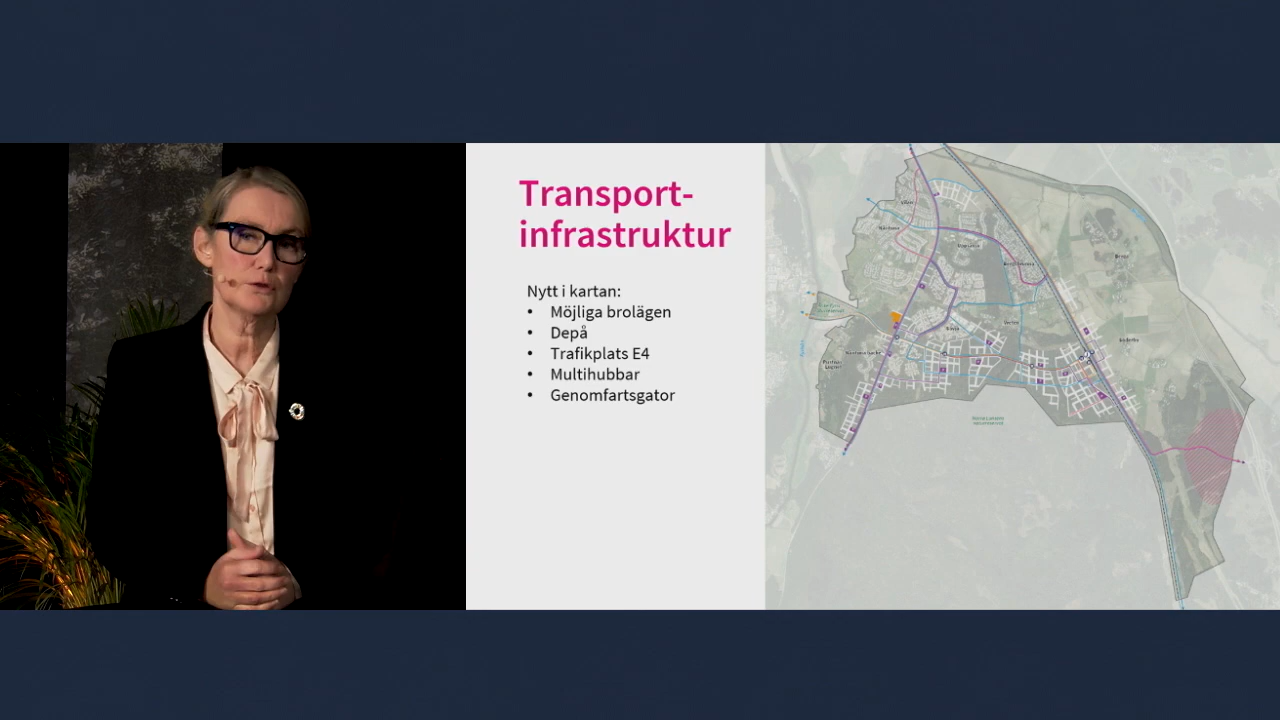 Transport-
infrastruktur
Nytt i kartan:
• Möjliga brolägen
• Depå
• Trafikplats E4
• Multihubbar
• Genomfartsgator